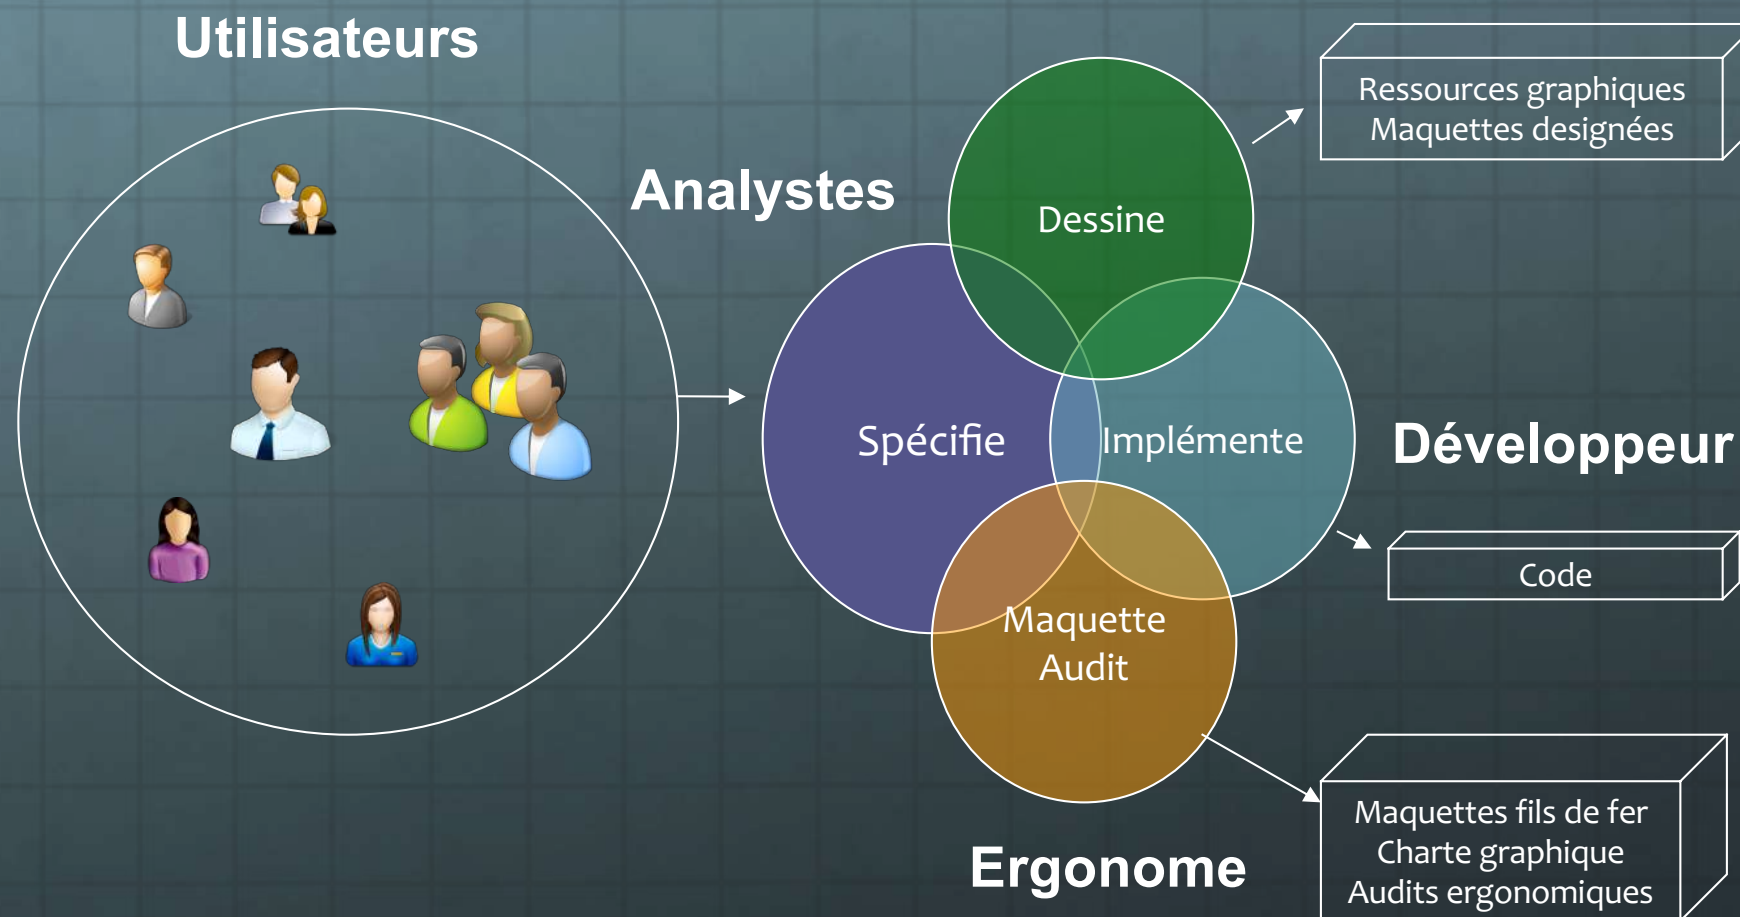 Utilisateurs
Analystes
Dessine
Ressources graphiques
Maquettes designées
Spécifie
Implémente
Développeur
Code
Maquette
Audit
Ergonome
Maquettes fils de fer
Charte graphique
Audits ergonomiques